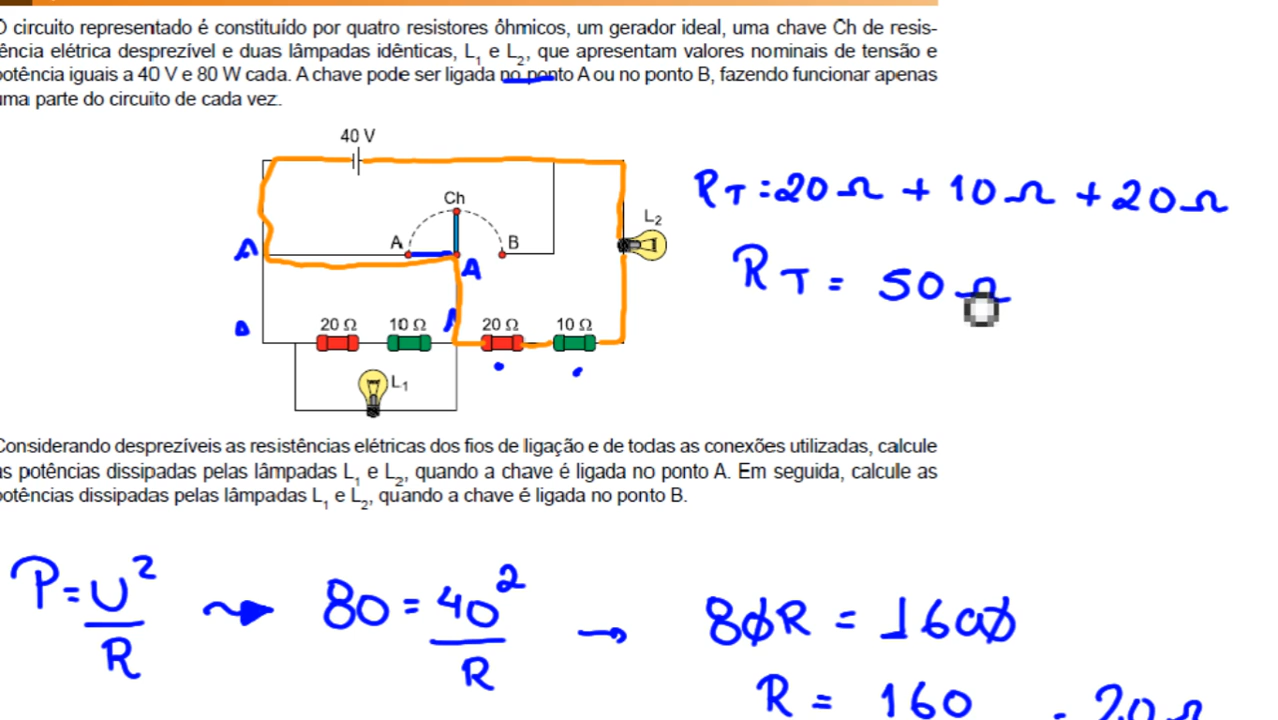 O circuito representado é constituído por quatro resistores ôhmicos, um gerador ideal, uma chave Ch de resis-
tência elétrica desprezível e duas lâmpadas idênticas, L1 e L2, que apresentam valores nominais de tensão e
potência iguais a 40 V e 80 W cada. A chave pode ser ligada no ponto A ou no ponto B, fazendo funcionar apenas
uma parte do circuito de cada vez.
40 V
RT = 20 Ω + 10 Ω + 20 Ω
Ch
L2
A
B
A
A
RT = 50 Ω
20 Ω
10 Ω
20 Ω
10 Ω
L1
Considerando desprezíveis as resistências elétricas dos fios de ligação e de todas as conexões utilizadas, calcule
as potências dissipadas pelas lâmpadas L1 e L2, quando a chave é ligada no ponto A. Em seguida, calcule as
potências dissipadas pelas lâmpadas L1 e L2, quando a chave é ligada no ponto B.
P = U²/R
80 = 40²/R
80R = 1600
R = 160
20 Ω